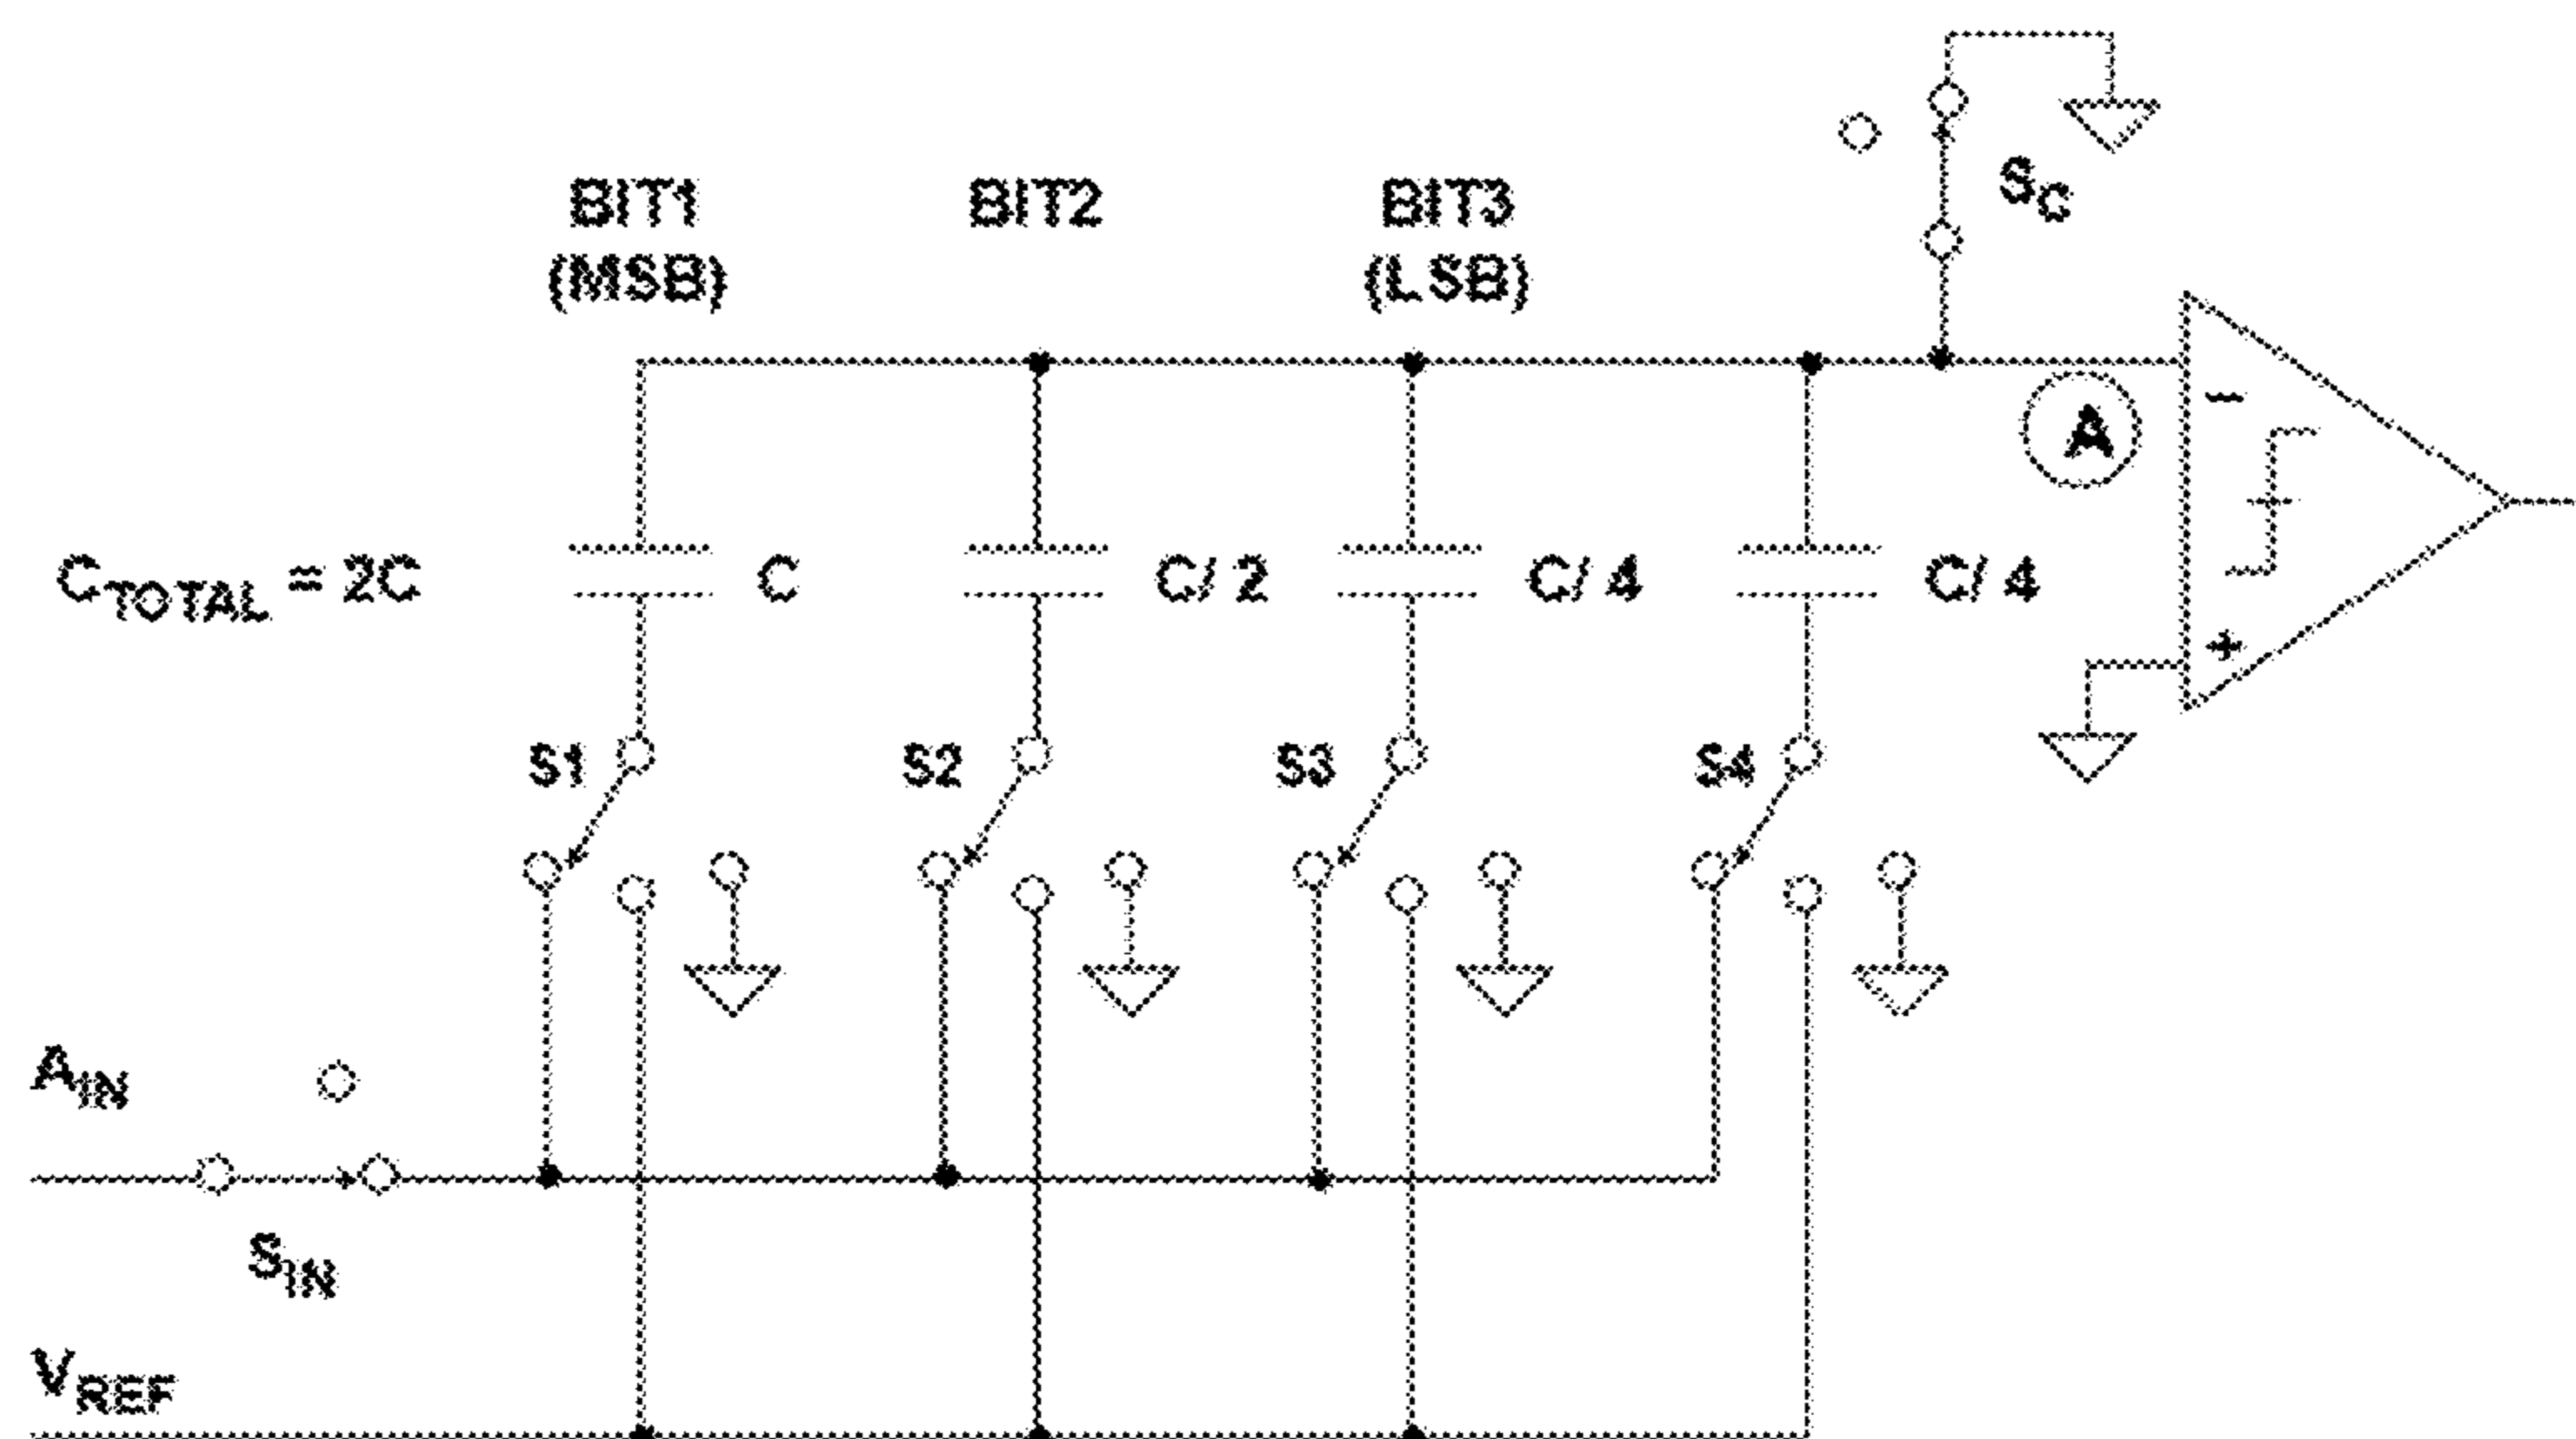 BIT1
(MSB)
BIT2
BIT3
(LSB)
SC
A
−
+
CTOTAL = 2C
C
C/ 2
C/ 4
C/ 4
S1
S2
S3
S4
AIN
SIN
VREF